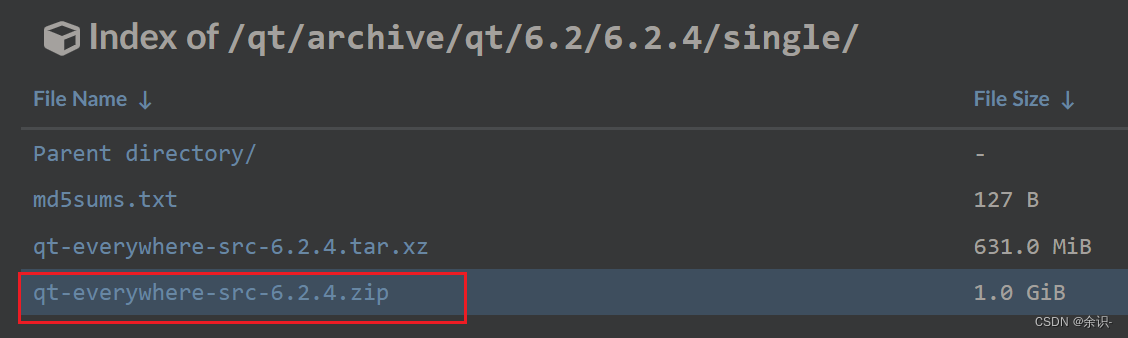 Index of /qt/archive/qt/6.2/6.2.4/single/
File Name ↓ File Size ↓
Parent directory/ -
md5sums.txt 127 B
qt-everywhere-src-6.2.4.tar.xz 631.0 MiB
qt-everywhere-src-6.2.4.zip 1.0 GiB
CSDN @余识-